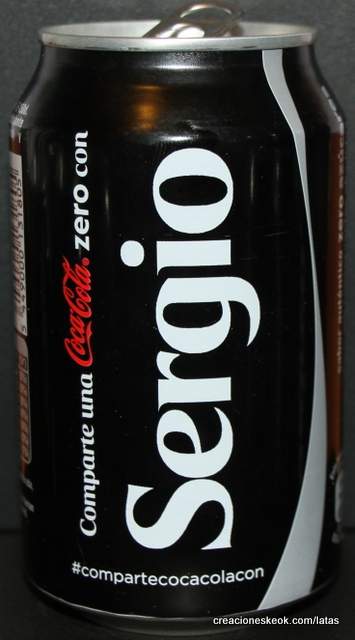 Comparte una Coca-Cola zero con
Sergio
#compartecocacolacon
creacioneskeok.com/latas